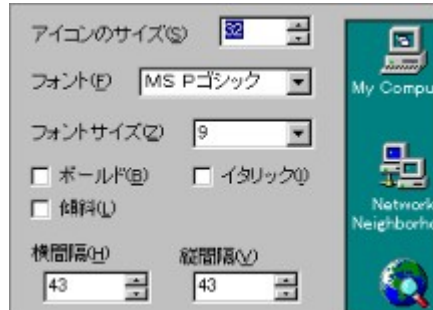 アイコンのサイズ(S) 32
フォント(F) MS Pゴシック
フォントサイズ(Z) 9
ボールド(B) イタリック(I)
傾斜(L)
横間隔(H) 縦間隔(V)
43 43
My Compu
Network
Neighborho